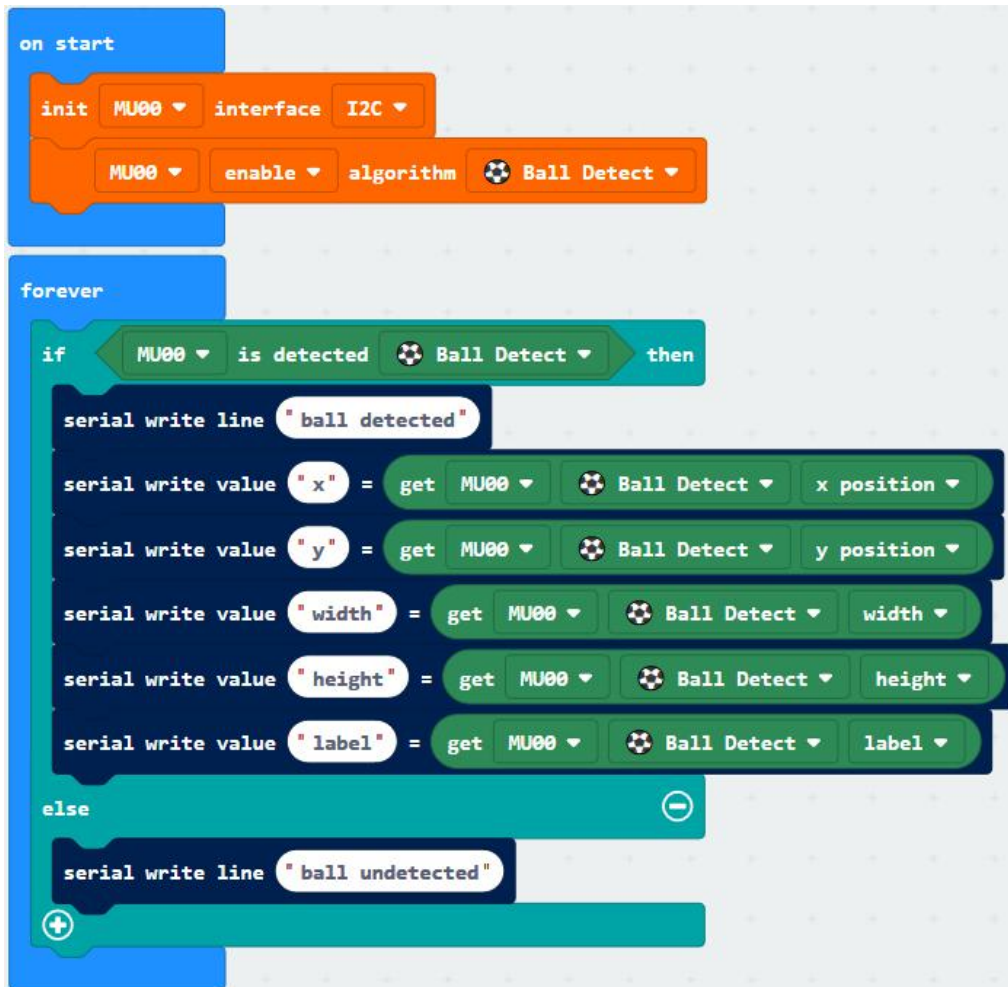 on start
init MU00 interface I2C
MU00 enable algorithm Ball Detect
forever
if MU00 is detected Ball Detect then
serial write line "ball detected"
serial write value "x" = get MU00 Ball Detect x position
serial write value "y" = get MU00 Ball Detect y position
serial write value "width" = get MU00 Ball Detect width
serial write value "height" = get MU00 Ball Detect height
serial write value "label" = get MU00 Ball Detect label
else
serial write line "ball undetected"